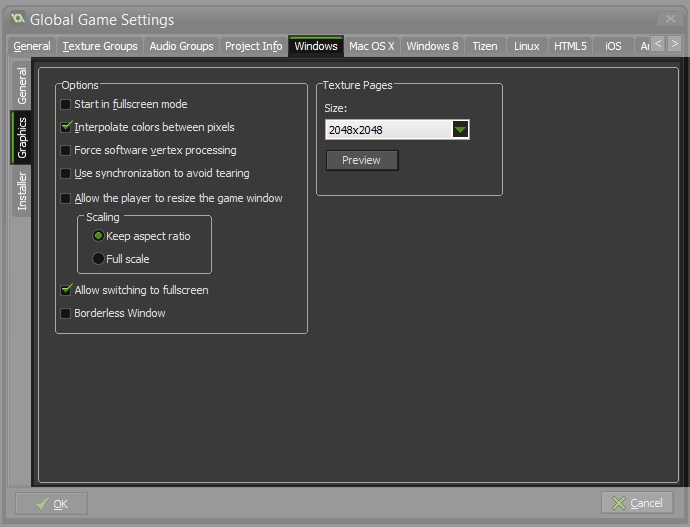 Global Game Settings
General Texture Groups Audio Groups Project Info Windows Mac OS X Windows 8 Tizen Linux HTML5 iOS
General
Graphics
Installer
Options
Start in fullscreen mode
Interpolate colors between pixels
Force software vertex processing
Use synchronization to avoid tearing
Allow the player to resize the game window
Scaling
Keep aspect ratio
Full scale
Allow switching to fullscreen
Borderless Window
Texture Pages
Size:
2048x2048
Preview
OK
Cancel